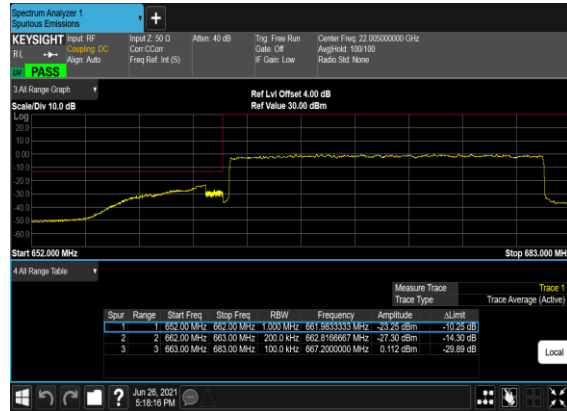 Spectrum Analyzer 1
Spurious Emissions
+
KEYSIGHT Input: RF Input Z: 50 Ω Atten: 40 dB Trig: Free Run Center Freq: 22.005000000 GHz
RL Coupling: DC Corr CCorr Gate: Off Avg|Hold: 100/100
Align: Auto Freq Ref: Int (S) IF Gain: Low Radio Std: None
PASS
3 All Range Graph
Ref Lvl Offset 4.00 dB
Scale/Div 10.0 dB Ref Value 30.00 dBm
Log
20.0
10.0
0.00
-10.0
-20.0
-30.0
-40.0
-50.0
-60.0
Start 652.000 MHz Stop 683.000 MH
4 All Range Table
Measure Trace Trace 1
Trace Type Trace Average (Active)
Spur Range Start Freq Stop Freq RBW Frequency Amplitude ΔLimit
1 1 652.00 MHz 662.00 MHz 1.000 MHz 661.9833333 MHz -23.25 dBm -10.25 dB
2 2 662.00 MHz 663.00 MHz 200.0 kHz 662.8166667 MHz -27.30 dBm -14.30 dB
3 3 663.00 MHz 683.00 MHz 100.0 kHz 667.2000000 MHz 0.112 dBm -29.89 dB
Local
? Jun 26, 2021
5:18:16 PM